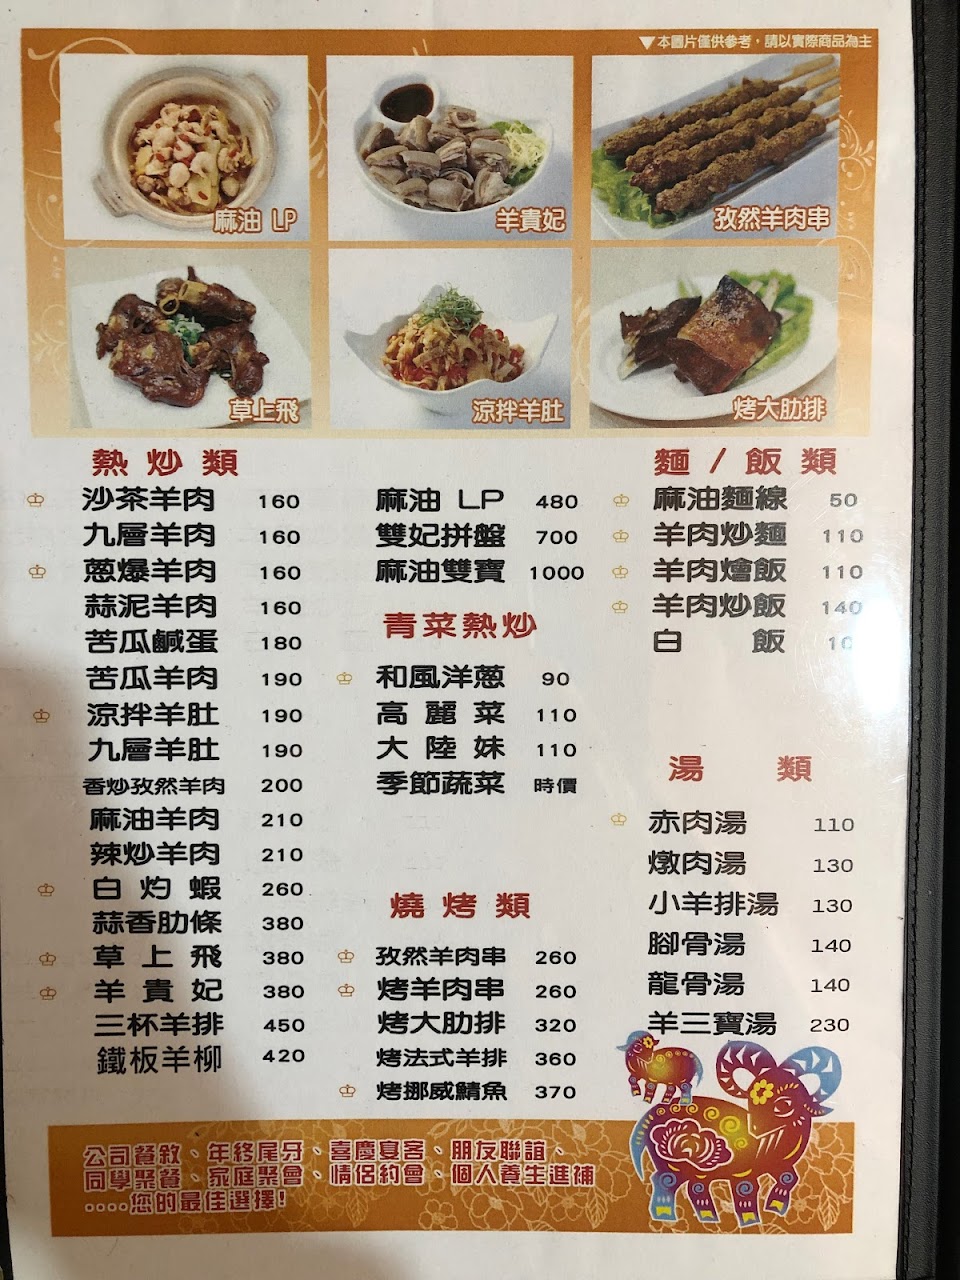 ▼本圖片僅供參考，請以實際商品為主
麻油 LP
羊貴妃
孜然羊肉串
草上飛
涼拌羊肚
烤大肋排
熱炒類
沙茶羊肉 160
九層羊肉 160
蔥爆羊肉 160
蒜泥羊肉 160
苦瓜鹹蛋 180
苦瓜羊肉 190
涼拌羊肚 190
九層羊肚 190
香炒孜然羊肉 200
麻油羊肉 210
辣炒羊肉 210
白灼蝦 260
蒜香肋條 380
草上飛 380
羊貴妃 380
三杯羊排 450
鐵板羊柳 420
麻油 LP 480
雙妃拼盤 700
麻油雙寶 1000
青菜熱炒
和風洋蔥 90
高麗菜 110
大陸妹 110
季節蔬菜 時價
燒烤類
孜然羊肉串 260
烤羊肉串 260
烤大肋排 320
烤法式羊排 360
烤挪威鯖魚 370
麵/飯類
麻油麵線 50
羊肉炒麵 110
羊肉燴飯 110
羊肉炒飯 140
白飯 10
湯類
赤肉湯 110
燉肉湯 130
小羊排湯 130
腳骨湯 140
龍骨湯 140
羊三寶湯 230
公司餐敘、年終尾牙、喜慶宴客、朋友聯誼、
同學聚餐、家庭聚會、情侶約會、個人養生進補
....您的最佳選擇!